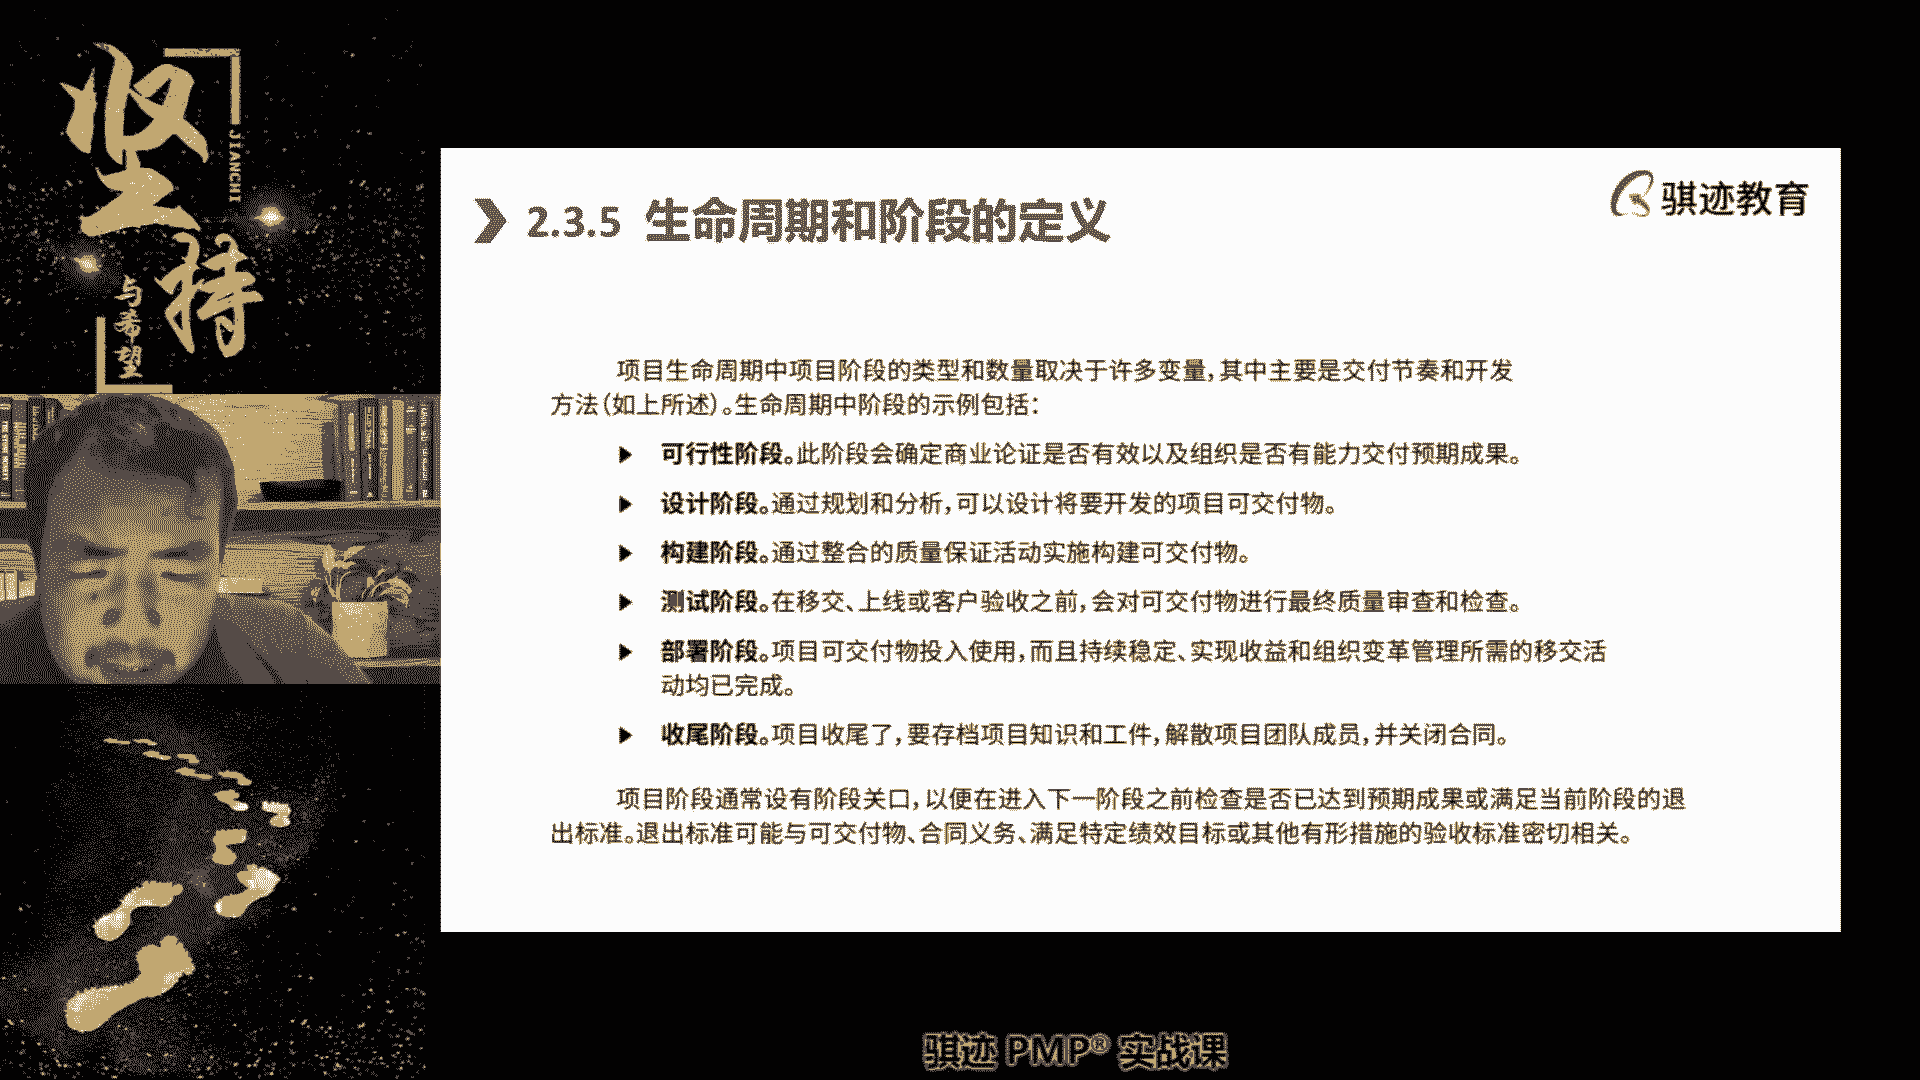 坚持
JIANCHI
与希望
骐迹教育
2.3.5 生命周期和阶段的定义
项目生命周期中项目阶段的类型和数量取决于许多变量,其中主要是交付节奏和开发
方法(如上所述)。生命周期中阶段的示例包括:
可行性阶段。此阶段会确定商业论证是否有效以及组织是否有能力交付预期成果。
设计阶段。通过规划和分析,可以设计将要开发的项目可交付物。
构建阶段。通过整合的质量保证活动实施构建可交付物。
测试阶段。在移交、上线或客户验收之前,会对可交付物进行最终质量审查和检查。
部署阶段。项目可交付物投入使用,而且持续稳定、实现收益和组织变革管理所需的移交活
动均已完成。
收尾阶段。项目收尾了,要存档项目知识和工件,解散项目团队成员,并关闭合同。
项目阶段通常设有阶段关口,以便在进入下一阶段之前检查是否已达到预期成果或满足当前阶段的退
出标准。退出标准可能与可交付物、合同义务、满足特定绩效目标或其他有形措施的验收标准密切相关。
骐迹 PMP® 实战课